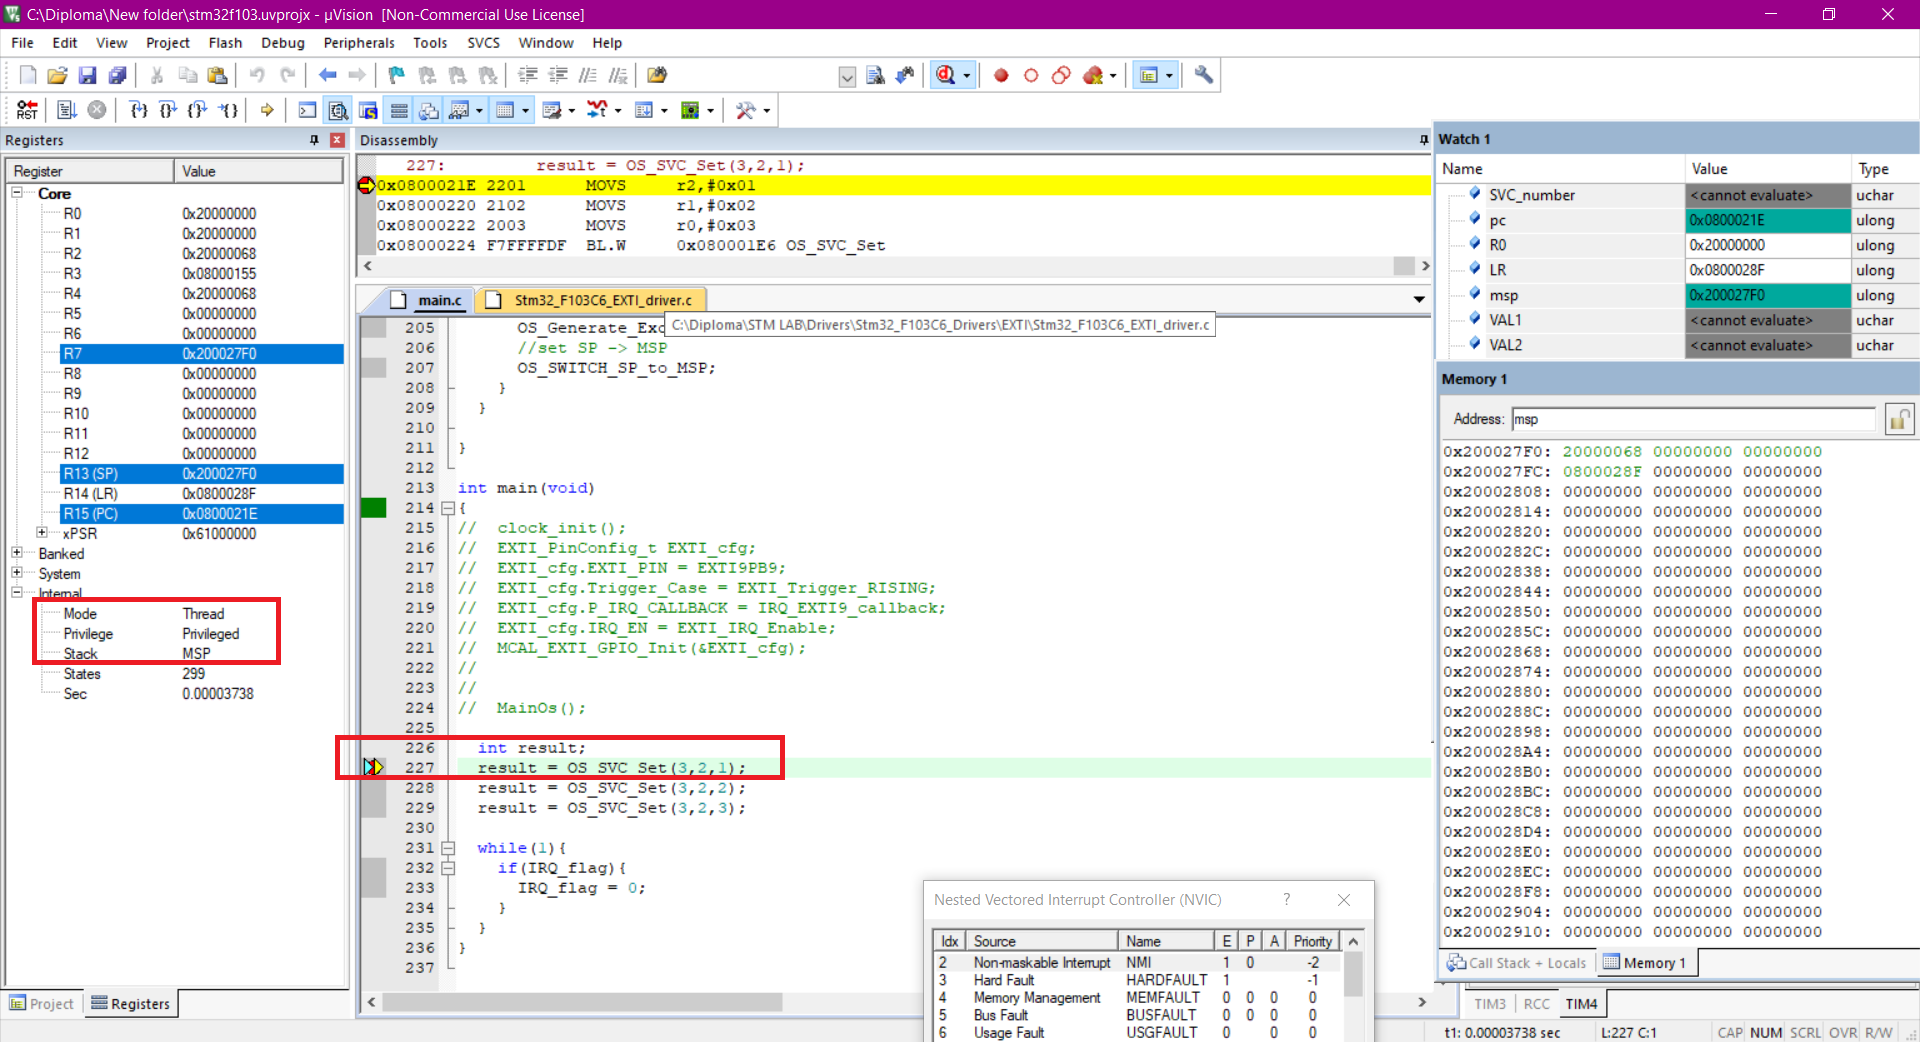 C:\Diploma\New folder\stm32f103.uvprojx - µVision  [Non-Commercial Use License]
File Edit View Project Flash Debug Peripherals Tools SVCS Window Help
Registers
Register Value
Core
R0 0x20000000
R1 0x20000000
R2 0x20000068
R3 0x08000155
R4 0x20000068
R5 0x00000000
R6 0x00000000
R7 0x200027F0
R8 0x00000000
R9 0x00000000
R10 0x00000000
R11 0x00000000
R12 0x00000000
R13 (SP) 0x200027F0
R14 (LR) 0x0800028F
R15 (PC) 0x0800021E
xPSR 0x61000000
Banked
System
Internal
Mode Thread
Privilege Privileged
Stack MSP
States 299
Sec 0.00003738
Project Registers
Disassembly
227: result = OS_SVC_Set(3,2,1);
0x0800021E 2201 MOVS r2,#0x01
0x08000220 2102 MOVS r1,#0x02
0x08000222 2003 MOVS r0,#0x03
0x08000224 F7FFFFDF BL.W 0x080001E6 OS_SVC_Set
main.c Stm32_F103C6_EXTI_driver.c
C:\Diploma\STM LAB\Drivers\Stm32_F103C6_Drivers\EXTI\Stm32_F103C6_EXTI_driver.c
205 OS_Generate_Exc
206 //set SP -> MSP
207 OS_SWITCH_SP_to_MSP;
208 }
209 }
210
211 }
212
213 int main(void)
214 {
215 // clock_init();
216 // EXTI_PinConfig_t EXTI_cfg;
217 // EXTI_cfg.EXTI_PIN = EXTI9PB9;
218 // EXTI_cfg.Trigger_Case = EXTI_Trigger_RISING;
219 // EXTI_cfg.P_IRQ_CALLBACK = IRQ_EXTI9_callback;
220 // EXTI_cfg.IRQ_EN = EXTI_IRQ_Enable;
221 // MCAL_EXTI_GPIO_Init(&EXTI_cfg);
222 //
223 //
224 // MainOs();
225
226 int result;
227 result = OS_SVC_Set(3,2,1);
228 result = OS_SVC_Set(3,2,2);
229 result = OS_SVC_Set(3,2,3);
230
231 while(1){
232 if(IRQ_flag){
233 IRQ_flag = 0;
234 }
235 }
236 }
237
Nested Vectored Interrupt Controller (NVIC) ?
Idx Source Name E P A Priority
2 Non-maskable Interrupt NMI 1 0 -2
3 Hard Fault HARDFAULT 1 -1
4 Memory Management MEMFAULT 0 0 0 0
5 Bus Fault BUSFAULT 0 0 0 0
6 Usage Fault USGFAULT 0 0 0
Watch 1
Name Value Type
SVC_number <cannot evaluate> uchar
pc 0x0800021E ulong
R0 0x20000000 ulong
LR 0x0800028F ulong
msp 0x200027F0 ulong
VAL1 <cannot evaluate> uchar
VAL2 <cannot evaluate> uchar
Memory 1
Address: msp
0x200027F0: 20000068 00000000 00000000
0x200027FC: 0800028F 00000000 00000000
0x20002808: 00000000 00000000 00000000
0x20002814: 00000000 00000000 00000000
0x20002820: 00000000 00000000 00000000
0x2000282C: 00000000 00000000 00000000
0x20002838: 00000000 00000000 00000000
0x20002844: 00000000 00000000 00000000
0x20002850: 00000000 00000000 00000000
0x2000285C: 00000000 00000000 00000000
0x20002868: 00000000 00000000 00000000
0x20002874: 00000000 00000000 00000000
0x20002880: 00000000 00000000 00000000
0x2000288C: 00000000 00000000 00000000
0x20002898: 00000000 00000000 00000000
0x200028A4: 00000000 00000000 00000000
0x200028B0: 00000000 00000000 00000000
0x200028BC: 00000000 00000000 00000000
0x200028C8: 00000000 00000000 00000000
0x200028D4: 00000000 00000000 00000000
0x200028E0: 00000000 00000000 00000000
0x200028EC: 00000000 00000000 00000000
0x200028F8: 00000000 00000000 00000000
0x20002904: 00000000 00000000 00000000
0x20002910: 00000000 00000000 00000000
Call Stack + Locals Memory 1
TIM3 RCC TIM4
t1: 0.00003738 sec L:227 C:1 CAP NUM SCRL OVR R/W